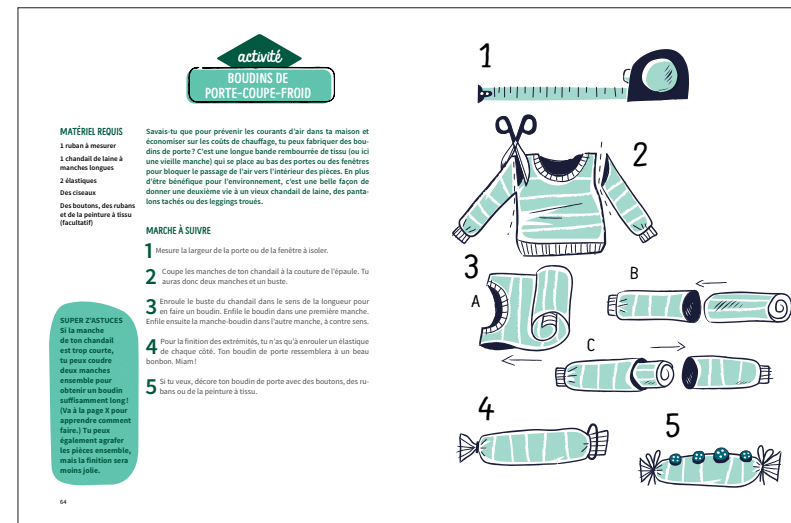 activité
BOUDINS DE
PORTE-COUPE-FROID
MATÉRIEL REQUIS
1 ruban à mesurer
1 chandail de laine à
manches longues
2 élastiques
Des ciseaux
Des boutons, des rubans
et de la peinture à tissu
(facultatif)
Savais-tu que pour prévenir les courants d'air dans ta maison et
économiser sur les coûts de chauffage, tu peux fabriquer des bou-
dins de porte ? C'est une longue bande rembourrée de tissu (ou ici
une vieille manche) qui se place au bas des portes ou des fenêtres
pour bloquer le passage de l'air vers l'intérieur des pièces. En plus
d'être bénéfique pour l'environnement, c'est une belle façon de
donner une deuxième vie à un vieux chandail de laine, des panta-
lons tachés ou des leggings troués.
MARCHE À SUIVRE
1 Mesure la largeur de la porte ou de la fenêtre à isoler.
2 Coupe les manches de ton chandail à la couture de l'épaule. Tu
auras donc deux manches et un buste.
3 Enroule le buste du chandail dans le sens de la longueur pour
en faire un boudin. Enfile le boudin dans une première manche.
Enfile ensuite la manche-boudin dans l'autre manche, à contre sens.
4 Pour la finition des extrémités, tu n'as qu'à enrouler un élastique
de chaque côté. Ton boudin de porte ressemblera à un beau
bonbon. Miam !
5 Si tu veux, décore ton boudin de porte avec des boutons, des ru-
bans ou de la peinture à tissu.
SUPER Z'ASTUCES
Si la manche
de ton chandail
est trop courte,
tu peux coudre
deux manches
ensemble pour
obtenir un boudin
suffisamment long !
(Va à la page X pour
apprendre comment
faire.) Tu peux
également agrafer
les pièces ensemble,
mais la finition sera
moins jolie.
64
1
2
3
A
B
C
4
5